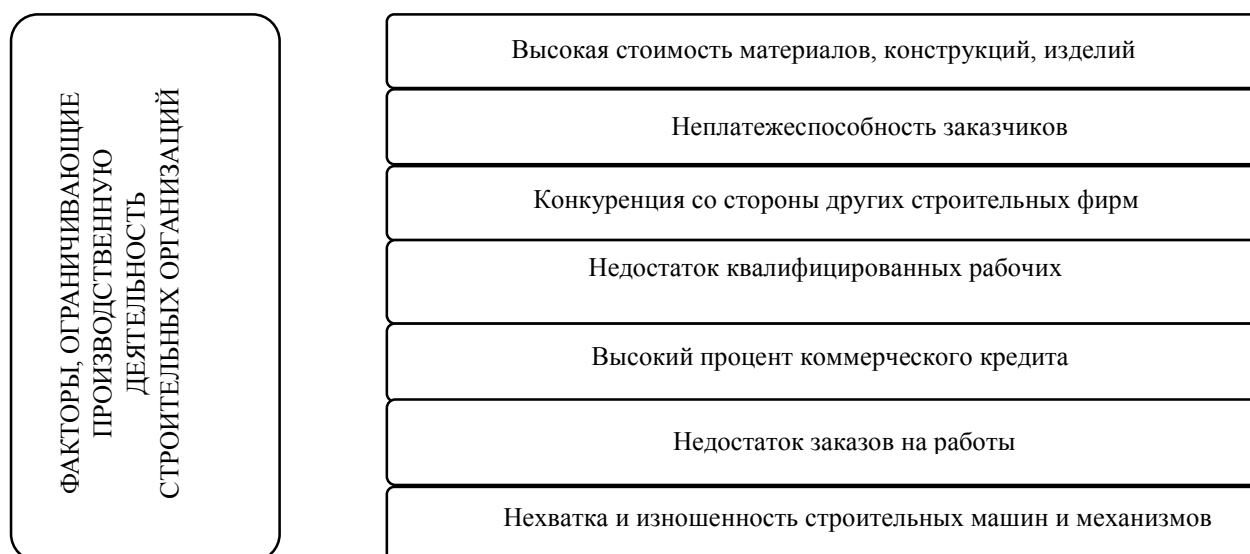 ФАКТОРЫ, ОГРАНИЧИВАЮЩИЕ
ПРОИЗВОДСТВЕННУЮ
ДЕЯТЕЛЬНОСТЬ
СТРОИТЕЛЬНЫХ ОРГАНИЗАЦИЙ
Высокая стоимость материалов, конструкций, изделий
Неплатежеспособность заказчиков
Конкуренция со стороны других строительных фирм
Недостаток квалифицированных рабочих
Высокий процент коммерческого кредита
Недостаток заказов на работы
Нехватка и изношенность строительных машин и механизмов